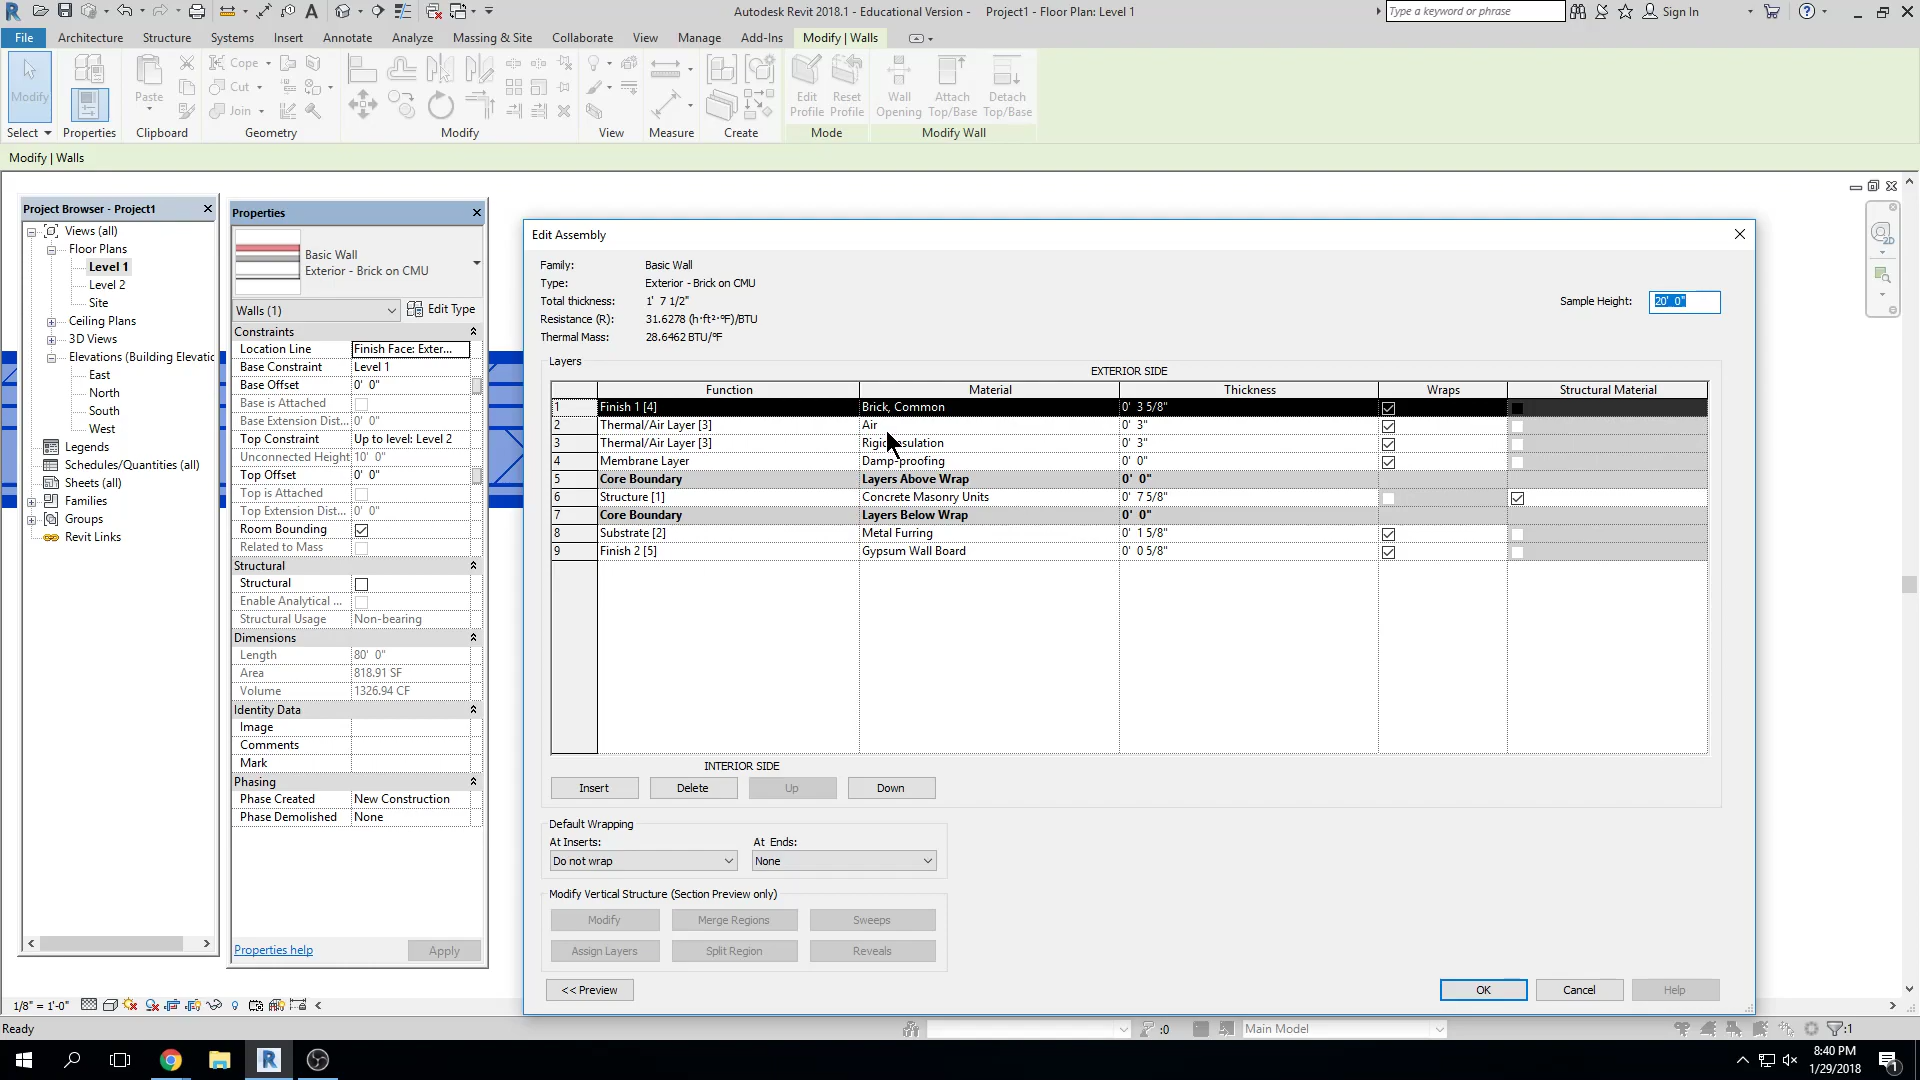 Autodesk Revit 2018.1 - Educational Version - Project1 - Floor Plan: Level 1
Type a keyword or phrase
Sign In
File Architecture Structure Systems Insert Annotate Analyze Massing & Site Collaborate View Manage Add-Ins Modify | Walls
Modify
Paste
Cope
Cut
Join
Edit Profile
Reset Profile
Wall Opening
Attach Top/Base
Detach Top/Base
Select Properties Clipboard Geometry Modify View Measure Create Mode Modify Wall
Modify | Walls
Project Browser - Project1
Views (all)
Floor Plans
Level 1
Level 2
Site
Ceiling Plans
3D Views
Elevations (Building Elevatic
East
North
South
West
Legends
Schedules/Quantities (all)
Sheets (all)
Families
Groups
Revit Links
Properties
Basic Wall
Exterior - Brick on CMU
Walls (1) Edit Type
Constraints
Location Line Finish Face: Exter...
Base Constraint Level 1
Base Offset 0' 0"
Base is Attached
Base Extension Dist... 0' 0"
Top Constraint Up to level: Level 2
Unconnected Height 10' 0"
Top Offset 0' 0"
Top is Attached
Top Extension Dist... 0' 0"
Room Bounding
Related to Mass
Structural
Structural
Enable Analytical ...
Structural Usage Non-bearing
Dimensions
Length 80' 0"
Area 818.91 SF
Volume 1326.94 CF
Identity Data
Image
Comments
Mark
Phasing
Phase Created New Construction
Phase Demolished None
Properties help Apply
Edit Assembly
Family: Basic Wall
Type: Exterior - Brick on CMU
Total thickness: 1' 7 1/2"
Resistance (R): 31.6278 (h·ft²·°F)/BTU
Thermal Mass: 28.6462 BTU/°F
Sample Height: 20' 0"
Layers
EXTERIOR SIDE
Function Material Thickness Wraps Structural Material
1 Finish 1 [4] Brick, Common 0' 3 5/8"
2 Thermal/Air Layer [3] Air 0' 3"
3 Thermal/Air Layer [3] Rigid insulation 0' 3"
4 Membrane Layer Damp-proofing 0' 0"
5 Core Boundary Layers Above Wrap 0' 0"
6 Structure [1] Concrete Masonry Units 0' 7 5/8"
7 Core Boundary Layers Below Wrap 0' 0"
8 Substrate [2] Metal Furring 0' 1 5/8"
9 Finish 2 [5] Gypsum Wall Board 0' 0 5/8"
INTERIOR SIDE
Insert Delete Up Down
Default Wrapping
At Inserts: At Ends:
Do not wrap None
Modify Vertical Structure (Section Preview only)
Modify Merge Regions Sweeps
Assign Layers Split Region Reveals
<< Preview OK Cancel Help
1/8" = 1'-0"
Ready :0 Main Model :1
8:40 PM
1/29/2018